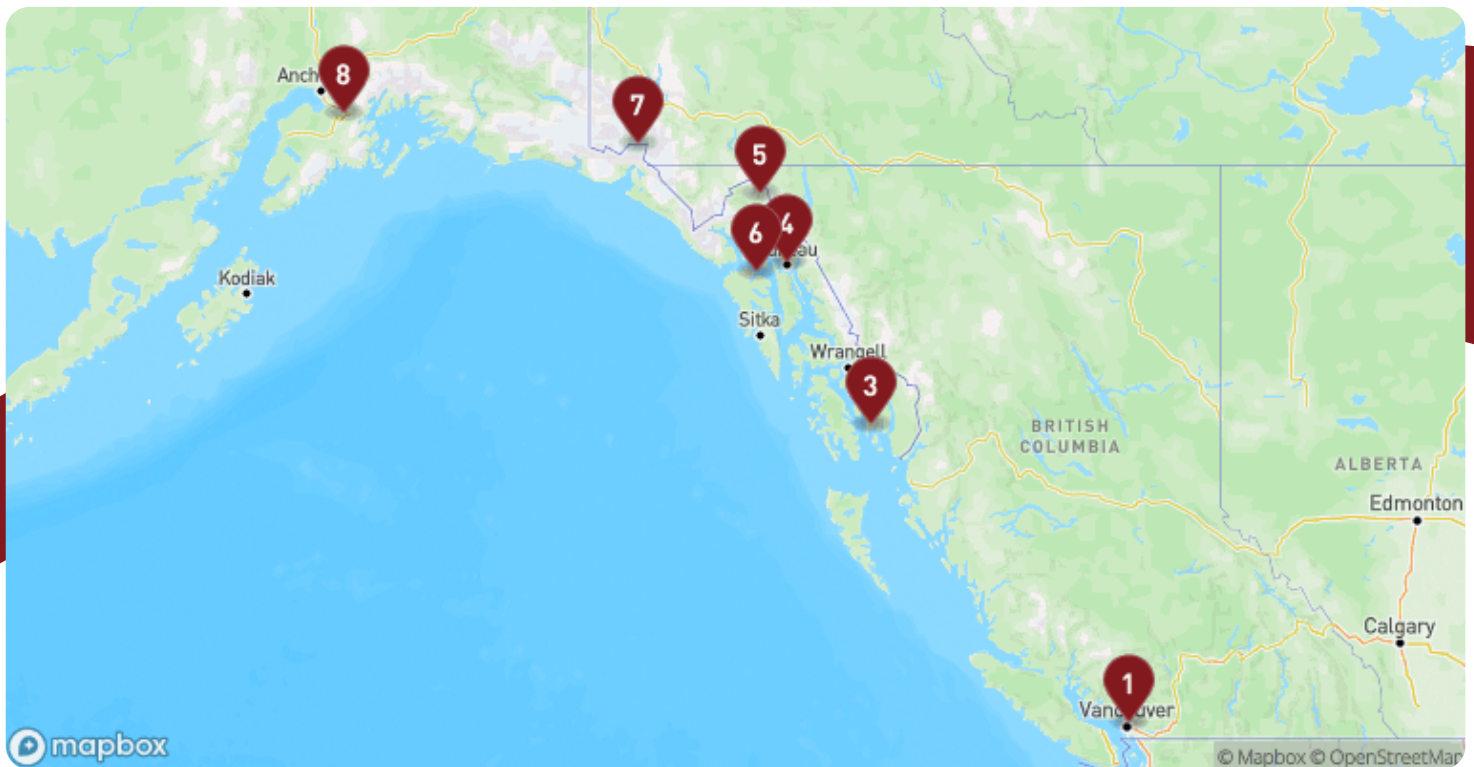 8
Anch
7
5
4
6
au
Kodiak
Sitka
Wrangell
3
BRITISH
COLUMBIA
ALBERTA
Edmonton
Calgary
1
Vancouver
mapbox
© Mapbox © OpenStreetMap